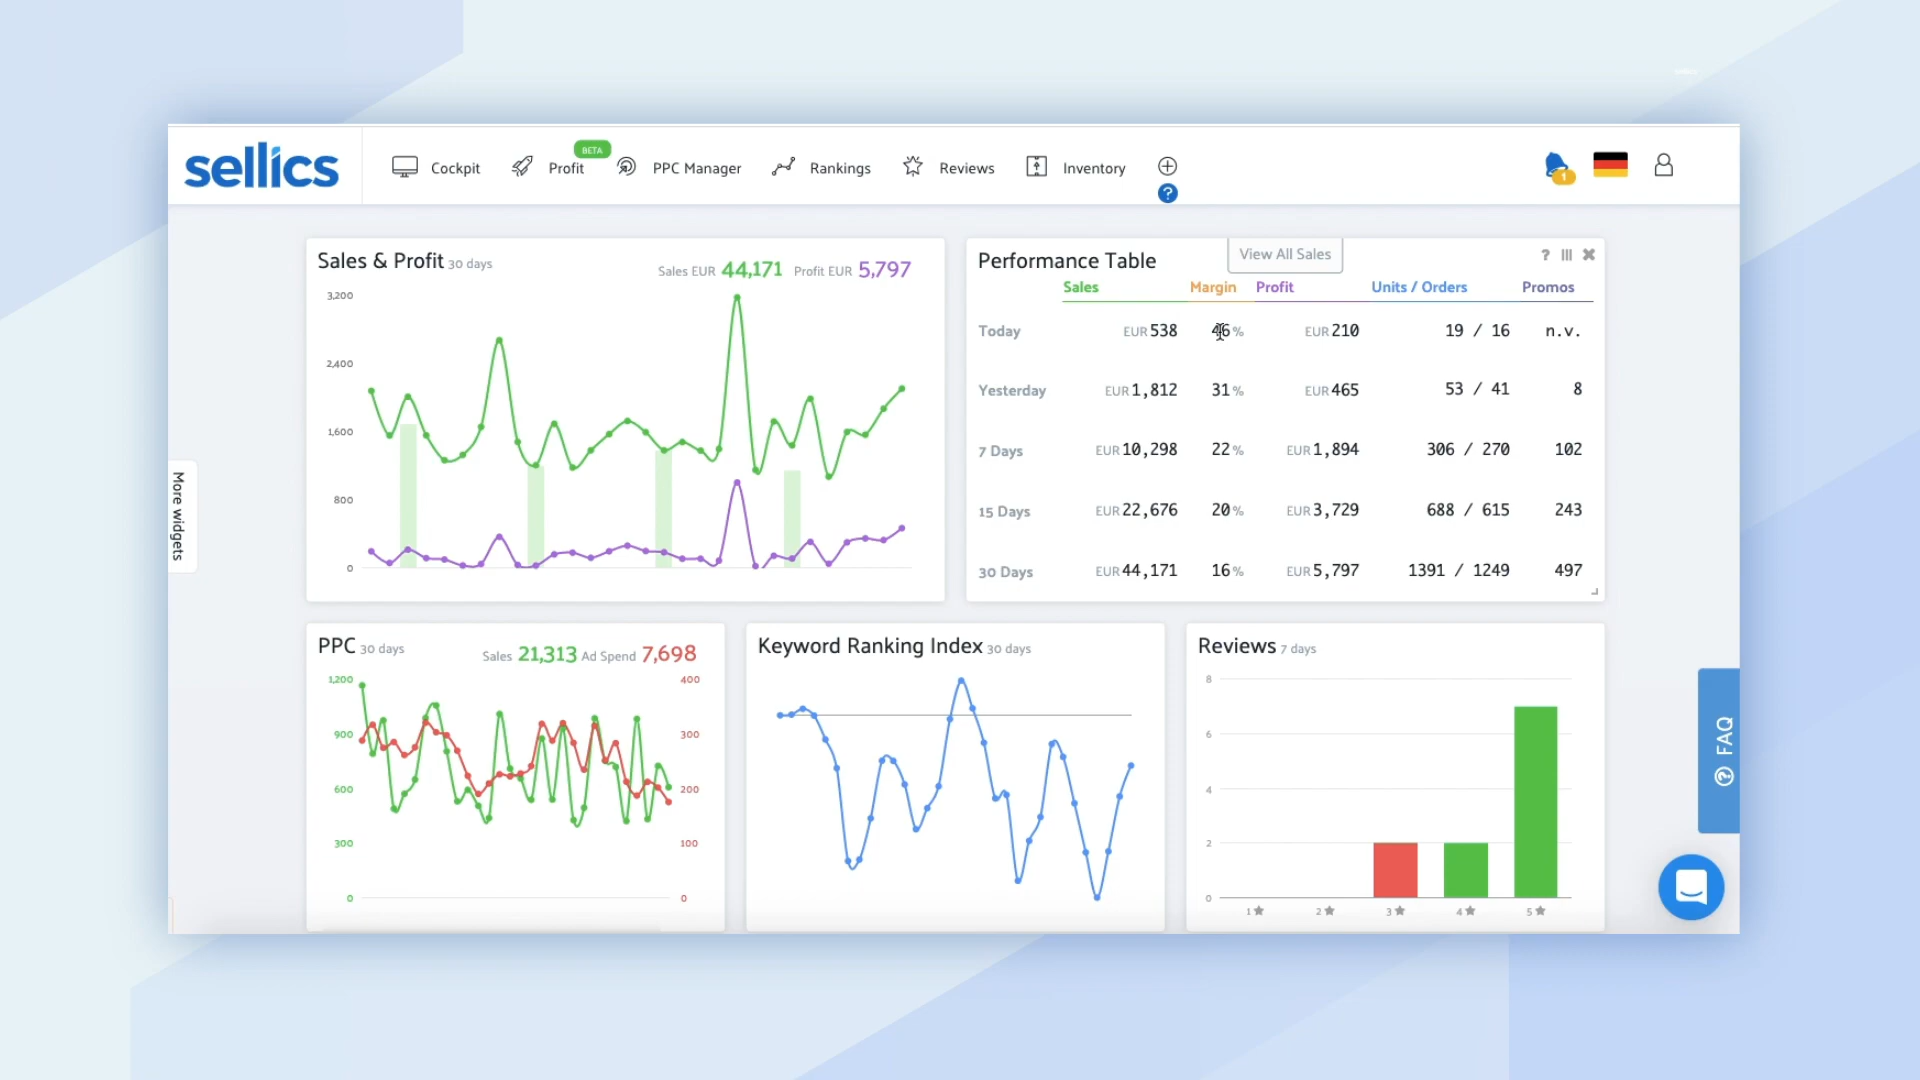 sellics
Cockpit
BETA
Profit
PPC Manager
Rankings
Reviews
Inventory
?
1
Sales & Profit 30 days
Sales EUR 44,171 Profit EUR 5,797
3,200
2,400
1,600
800
0
Performance Table
View All Sales
?
Sales Margin Profit Units / Orders Promos
Today EUR 538 46 % EUR 210 19 / 16 n.v.
Yesterday EUR 1,812 31 % EUR 465 53 / 41 8
7 Days EUR 10,298 22 % EUR 1,894 306 / 270 102
15 Days EUR 22,676 20 % EUR 3,729 688 / 615 243
30 Days EUR 44,171 16 % EUR 5,797 1391 / 1249 497
More widgets
PPC 30 days
Sales 21,313 Ad Spend 7,698
1,200 400
900 300
600 200
300 100
0 0
Keyword Ranking Index 30 days
Reviews 7 days
8
6
4
2
0
1 2 3 4 5
? FAQ